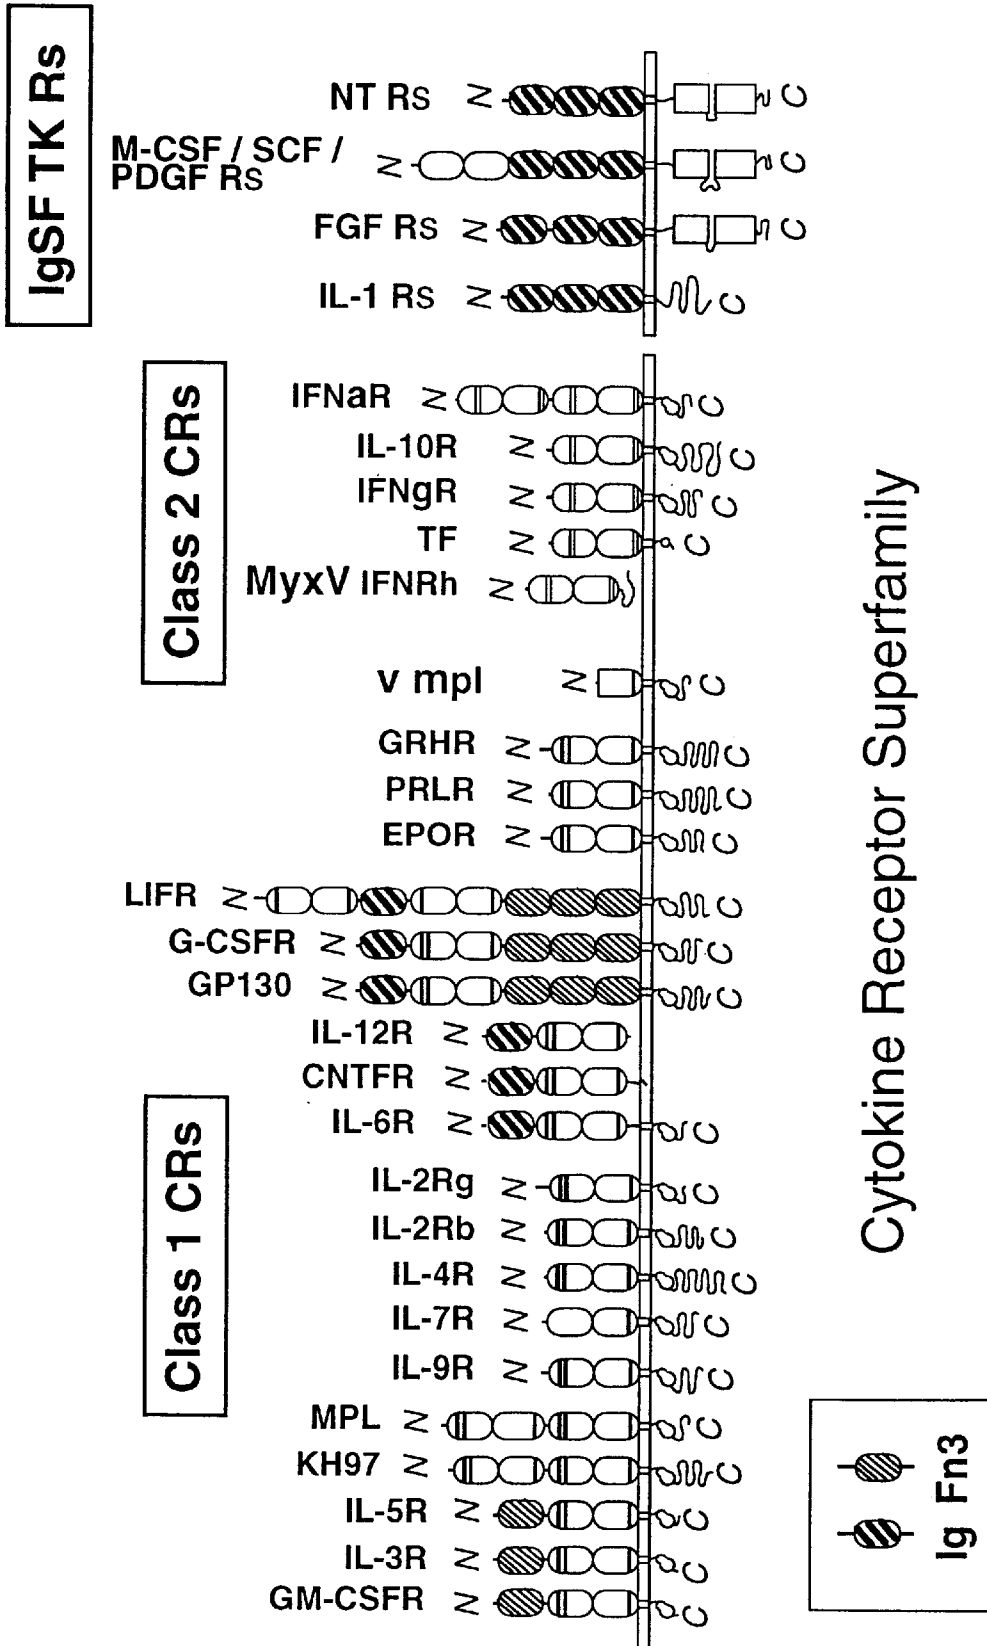 IgSF TK Rs
NT Rs
N
C
M-CSF / SCF /
PDGF Rs
N
C
FGF Rs
N
C
IL-1 Rs
N
C
Class 2 CRs
IFNaR
N
C
IL-10R
N
C
IFNgR
N
C
TF
N
C
MyxV IFNRh
N
v mpl
N
C
GRHR
N
C
PRLR
N
C
EPOR
N
C
LIFR
N
C
G-CSFR
N
C
GP130
N
C
IL-12R
N
CNTFR
N
Class 1 CRs
IL-6R
N
C
IL-2Rg
N
C
IL-2Rb
N
C
IL-4R
N
C
IL-7R
N
C
IL-9R
N
C
MPL
N
C
KH97
N
C
IL-5R
N
C
IL-3R
N
C
GM-CSFR
N
C
Cytokine Receptor Superfamily
Ig
Fn3